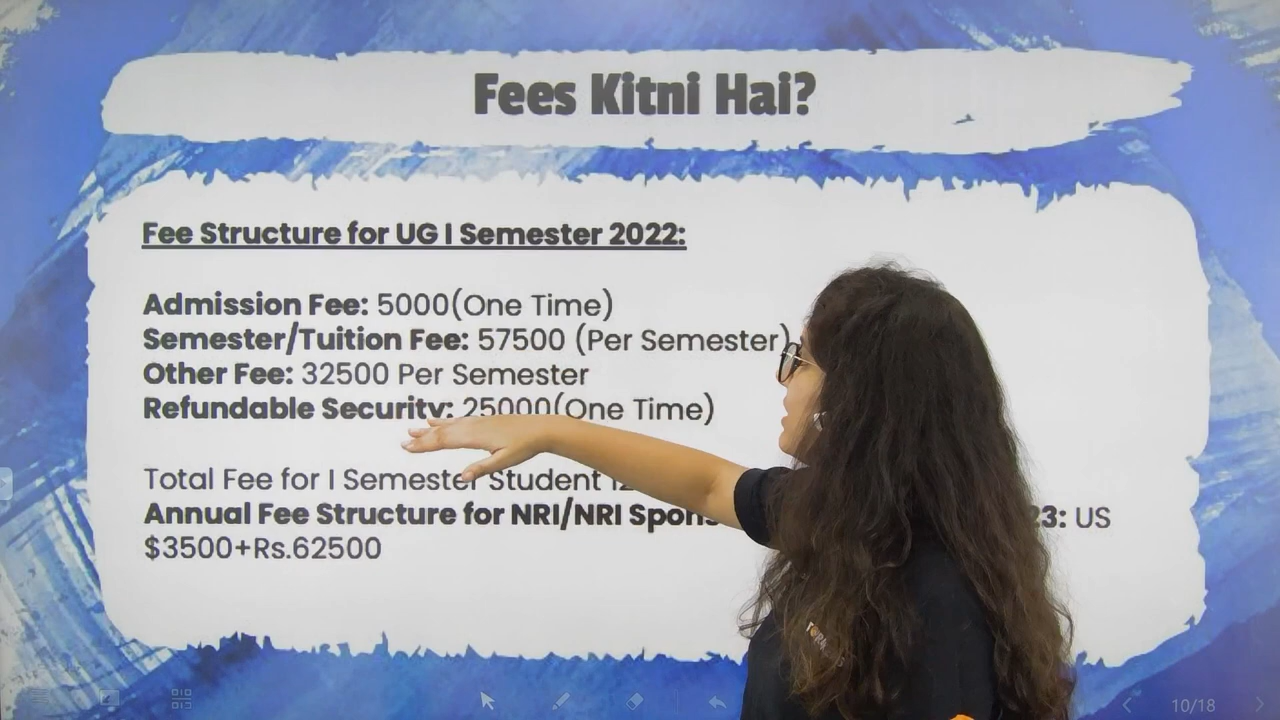 Fees Kitni Hai?
Fee Structure for UG I Semester 2022:
Admission Fee: 5000(One Time)
Semester/Tuition Fee: 57500 (Per Semester)
Other Fee: 32500 Per Semester
Refundable Security: 25000(One Time)
Total Fee for I Semester Student
Annual Fee Structure for NRI/NRI US
$3500+Rs.62500
10/18